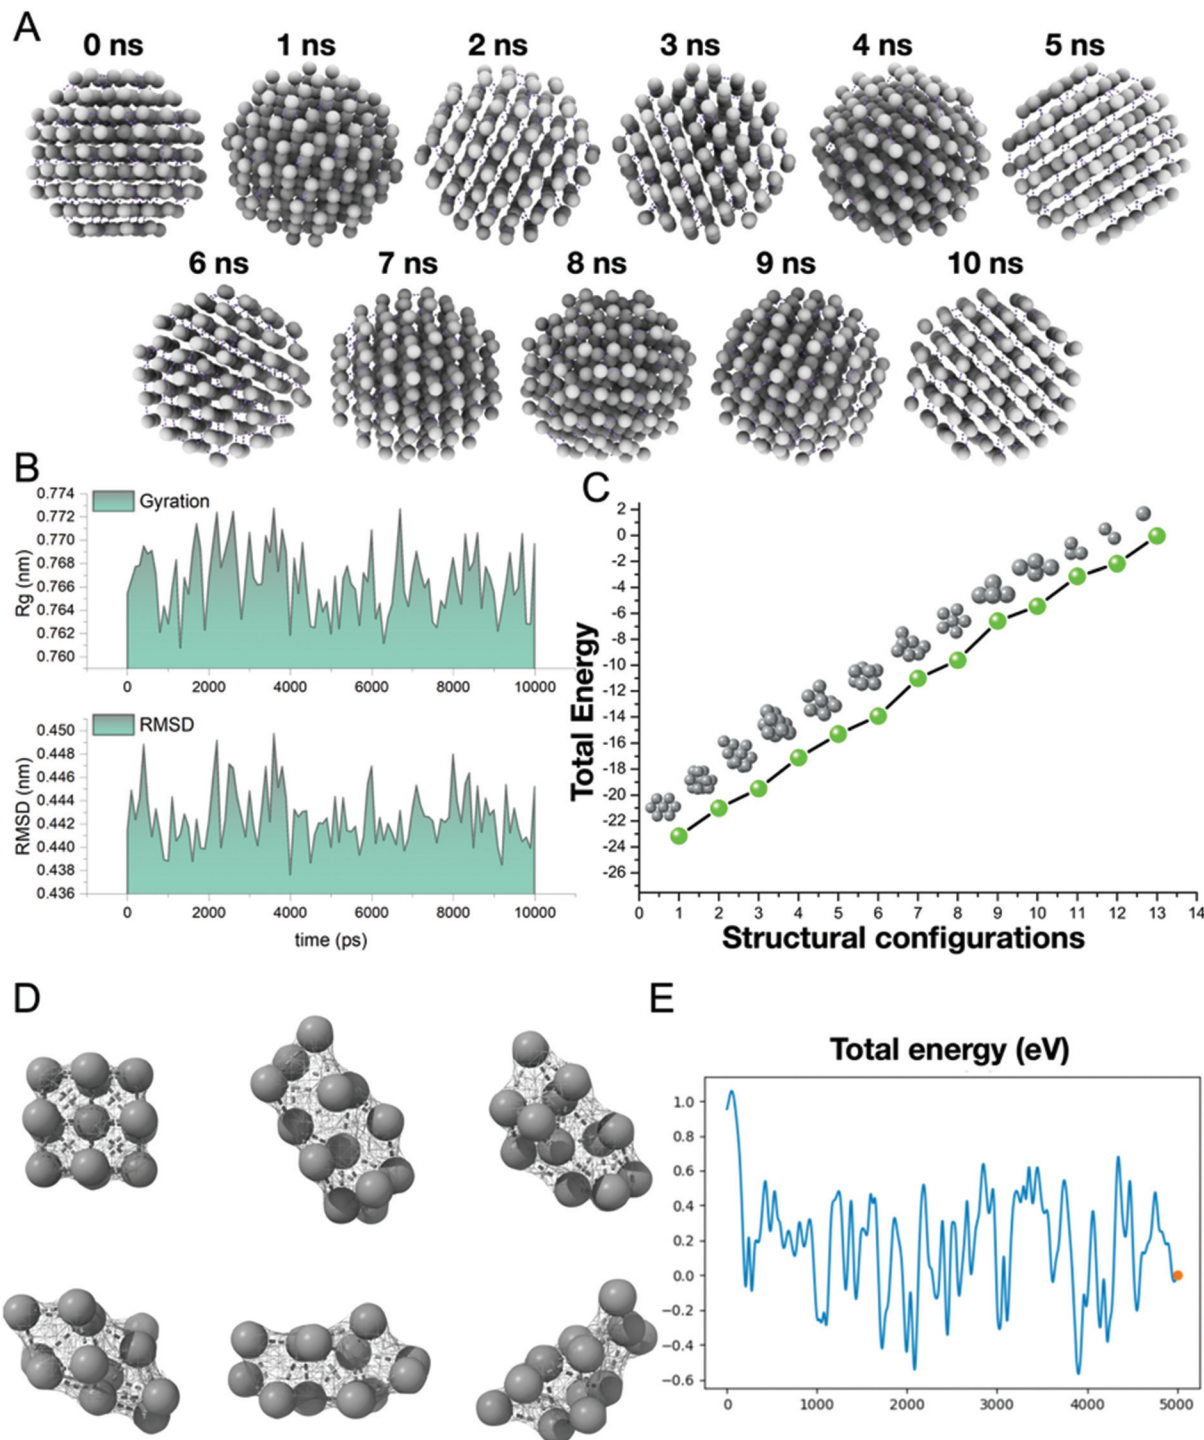 A
0 ns 1 ns 2 ns 3 ns 4 ns 5 ns
6 ns 7 ns 8 ns 9 ns 10 ns
B
0.774
0.772
0.770
0.768
0.766
0.764
0.762
0.760
Rg (nm)
Gyration
0 2000 4000 6000 8000 10000
0.450
0.448
0.446
0.444
0.442
0.440
0.438
0.436
RMSD (nm)
RMSD
0 2000 4000 6000 8000 10000
time (ps)
C
2
0
-2
-4
-6
-8
-10
-12
-14
-16
-18
-20
-22
-24
-26
Total Energy
0 1 2 3 4 5 6 7 8 9 10 11 12 13 14
Structural configurations
D
E
Total energy (eV)
1.0
0.8
0.6
0.4
0.2
0.0
−0.2
−0.4
−0.6
0 1000 2000 3000 4000 5000